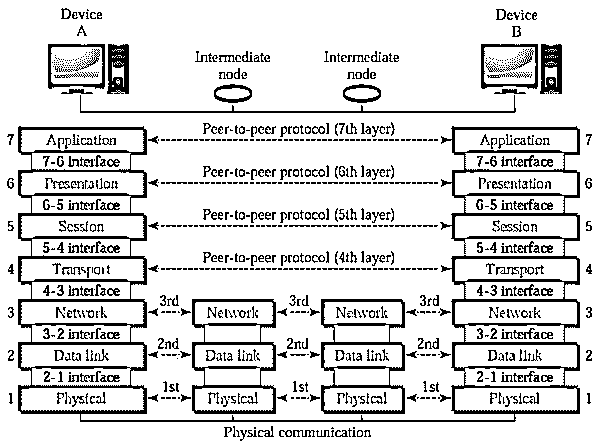 Device
A
Device
B
Intermediate
node
Intermediate
node
7 Application Peer-to-peer protocol (7th layer) Application 7
7-6 interface 7-6 interface
6 Presentation Peer-to-peer protocol (6th layer) Presentation 6
6-5 interface 6-5 interface
5 Session Peer-to-peer protocol (5th layer) Session 5
5-4 interface 5-4 interface
4 Transport Peer-to-peer protocol (4th layer) Transport 4
4-3 interface 4-3 interface
3 Network 3rd Network 3rd Network 3rd Network 3
3-2 interface 3-2 interface
2 Data link 2nd Data link 2nd Data link 2nd Data link 2
2-1 interface 2-1 interface
1 Physical 1st Physical 1st Physical 1st Physical 1
Physical communication